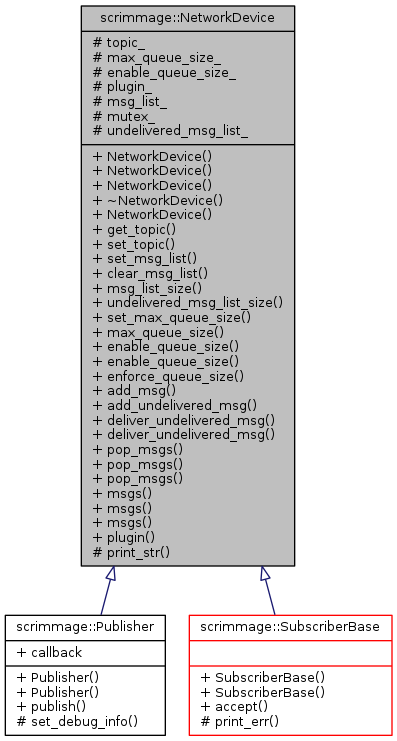 scrimmage::NetworkDevice
# topic_
# max_queue_size_
# enable_queue_size_
# plugin_
# msg_list_
# mutex_
# undelivered_msg_list_
+ NetworkDevice()
+ NetworkDevice()
+ NetworkDevice()
+ ~NetworkDevice()
+ NetworkDevice()
+ get_topic()
+ set_topic()
+ set_msg_list()
+ clear_msg_list()
+ msg_list_size()
+ undelivered_msg_list_size()
+ set_max_queue_size()
+ max_queue_size()
+ enable_queue_size()
+ enable_queue_size()
+ enforce_queue_size()
+ add_msg()
+ add_undelivered_msg()
+ deliver_undelivered_msg()
+ deliver_undelivered_msg()
+ pop_msgs()
+ pop_msgs()
+ pop_msgs()
+ msgs()
+ msgs()
+ msgs()
+ plugin()
# print_str()
scrimmage::Publisher
+ callback
+ Publisher()
+ Publisher()
+ publish()
# set_debug_info()
scrimmage::SubscriberBase
+ SubscriberBase()
+ SubscriberBase()
+ accept()
# print_err()